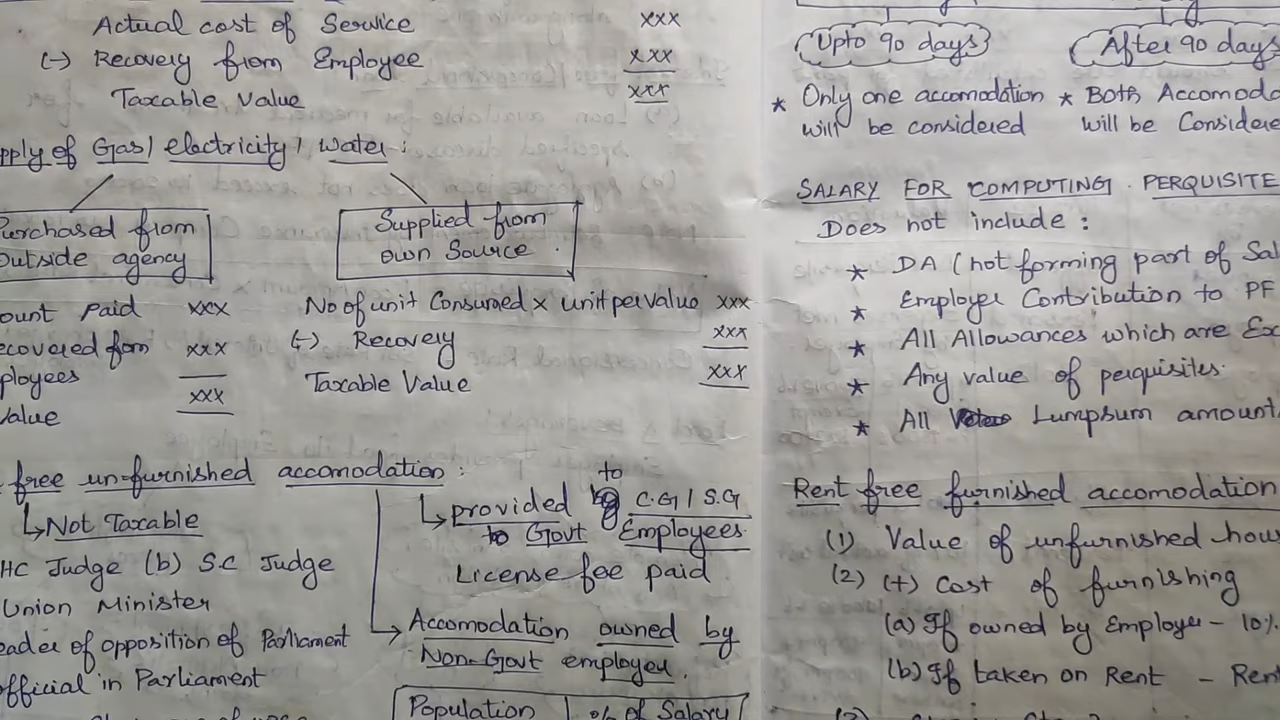 Actual cost of Service xxx
(-) Recovery from Employee xxx
Taxable Value xxx
pply of Gas/ electricity/ water:
urchased from
outside agency
Supplied from
own Source
ount paid xxx
ecovered from xxx
ployees
Value xxx
No of unit Consumed x unit per value xxx
(-) Recovery xxx
Taxable Value xxx
free un-furnished accomodation:
Not Taxable
HC Judge (b) S.C Judge
Union Minister
eader of opposition of Parliament
official in Parliament
provided to C.G / S.G
Govt Employees
License fee paid
Accomodation owned by
Non-Govt employer.
Population % of Salary
Upto 90 days
After 90 days
* Only one accomodation
will be considered
* Both Accomoda
will be Considere
SALARY FOR COMPUTING PERQUISITE
Does not include:
* DA (not forming part of Sal
* Employer Contribution to PF
* All Allowances which are Ex
* Any value of perquisites.
* All Lumpsum amount
Rent free furnished accomodation
(1) Value of unfurnished hou
(2) (+) Cost of furnishing
(a) If owned by Employer - 10%
(b) If taken on Rent - Ren